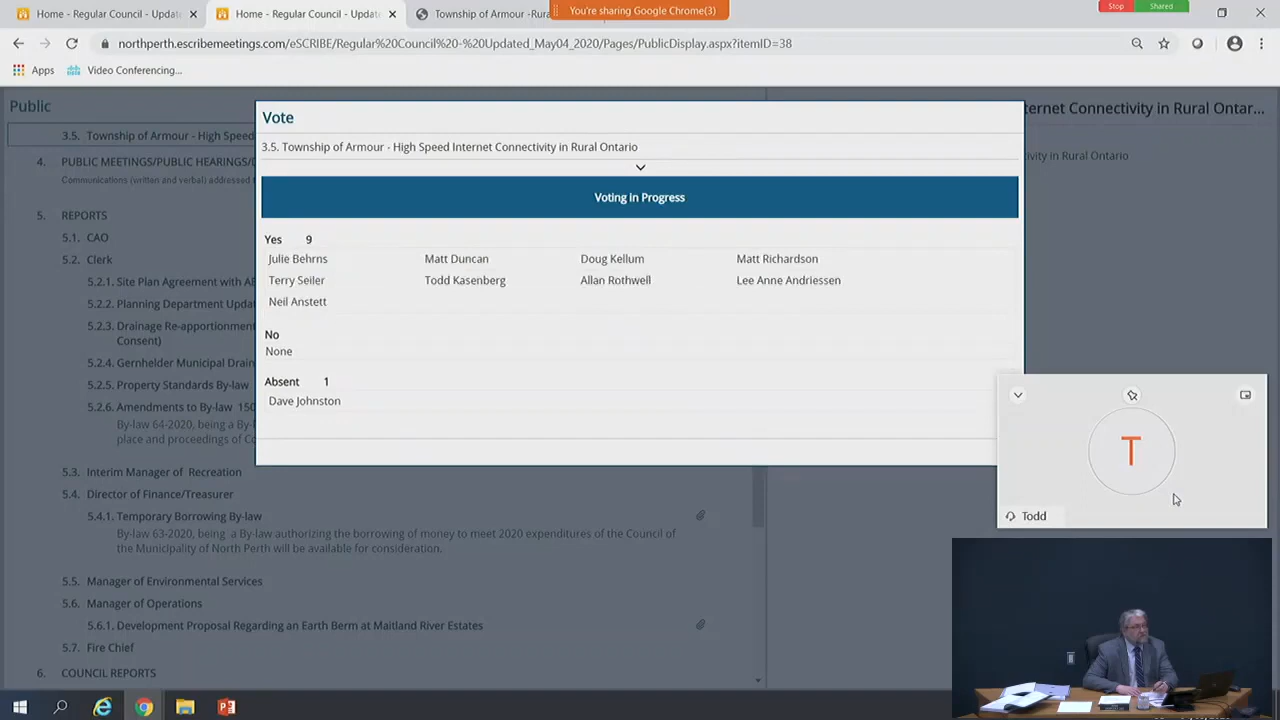 Home - Regular Council - Updat
Home - Regular Council - Updat
Township of Armour -Rura
You're sharing Google Chrome(3)
Stop
Shared
northperth.escribemeetings.com/eSCRIBE/Regular%20Council%20-%20Updated_May04_2020/Pages/PublicDisplay.aspx?itemID=38
Apps
Video Conferencing...
Public
ternet Connectivity in Rural Ontar...
3.5. Township of Armour - High Speed
ivity in Rural Ontario
4. PUBLIC MEETINGS/PUBLIC HEARINGS/D
Communications (written and verbal) addressed t
5. REPORTS
5.1. CAO
5.2. Clerk
5.2.1. Site Plan Agreement with AB
5.2.2. Planning Department Updat
5.2.3. Drainage Re-apportionment
Consent)
5.2.4. Gernhelder Municipal Drain
5.2.5. Property Standards By-law
5.2.6. Amendments to By-law 150
By-law 64-2020, being a By-l
place and proceedings of Co
5.3. Interim Manager of Recreation
5.4. Director of Finance/Treasurer
5.4.1. Temporary Borrowing By-law
By-law 63-2020, being a By-law authorizing the borrowing of money to meet 2020 expenditures of the Council of
the Municipality of North Perth will be available for consideration.
5.5. Manager of Environmental Services
5.6. Manager of Operations
5.6.1. Development Proposal Regarding an Earth Berm at Maitland River Estates
5.7. Fire Chief
6. COUNCIL REPORTS
Vote
3.5. Township of Armour - High Speed Internet Connectivity in Rural Ontario
Voting in Progress
Yes 9
Julie Behrns Matt Duncan Doug Kellum Matt Richardson
Terry Seiler Todd Kasenberg Allan Rothwell Lee Anne Andriessen
Neil Anstett
No
None
Absent 1
Dave Johnston
T
Todd